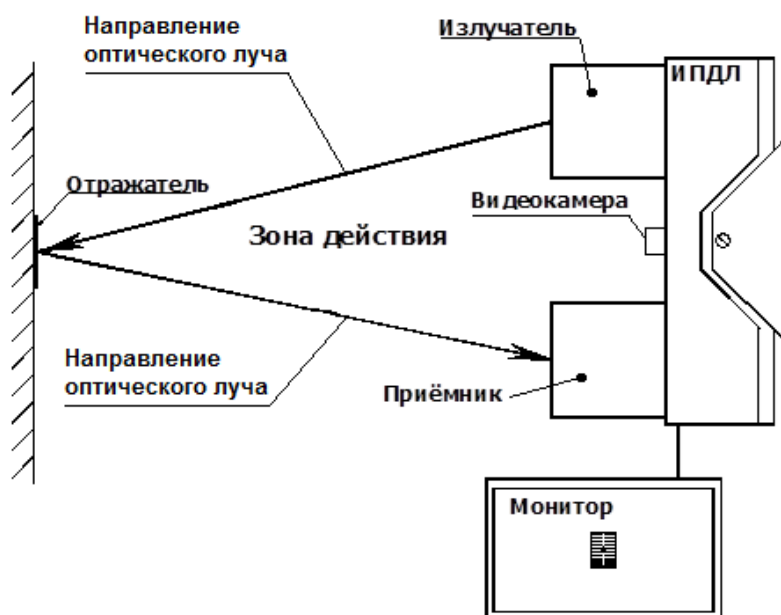 Направление
оптического луча
Излучатель
ИПДЛ
Отражатель
Видеокамера
Зона действия
Направление
оптического луча
Приёмник
Монитор